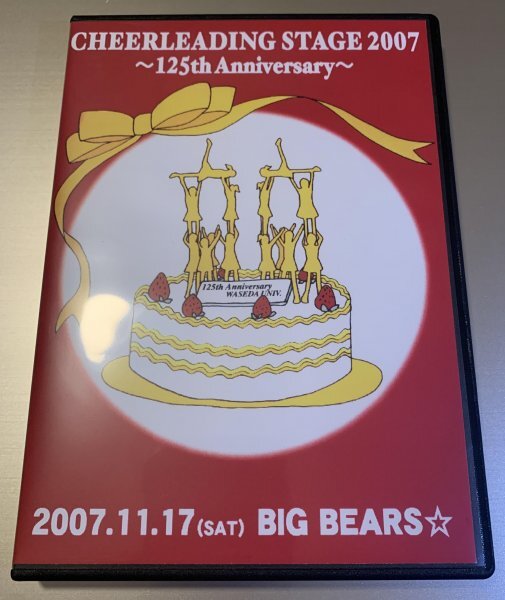 CHEERLEADING STAGE 2007
～125th Anniversary～
125th Anniversary
WASEDA UNIV.
2007.11.17(SAT) BIG BEARS☆